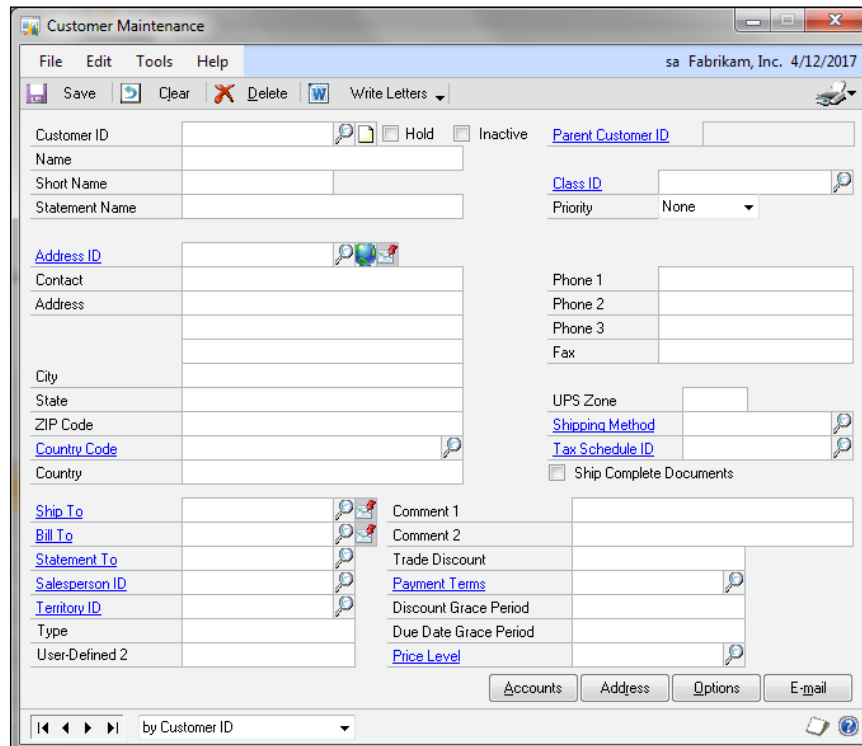 Customer Maintenance
File Edit Tools Help sa Fabrikam, Inc. 4/12/2017
Save Clear Delete Write Letters
Customer ID Hold Inactive Parent Customer ID
Name
Short Name Class ID
Statement Name Priority None
Address ID
Contact Phone 1
Address Phone 2
Phone 3
Fax
City
State UPS Zone
ZIP Code Shipping Method
Country Code Tax Schedule ID
Country Ship Complete Documents
Ship To Comment 1
Bill To Comment 2
Statement To Trade Discount
Salesperson ID Payment Terms
Territory ID Discount Grace Period
Type Due Date Grace Period
User-Defined 2 Price Level
Accounts Address Options E-mail
by Customer ID